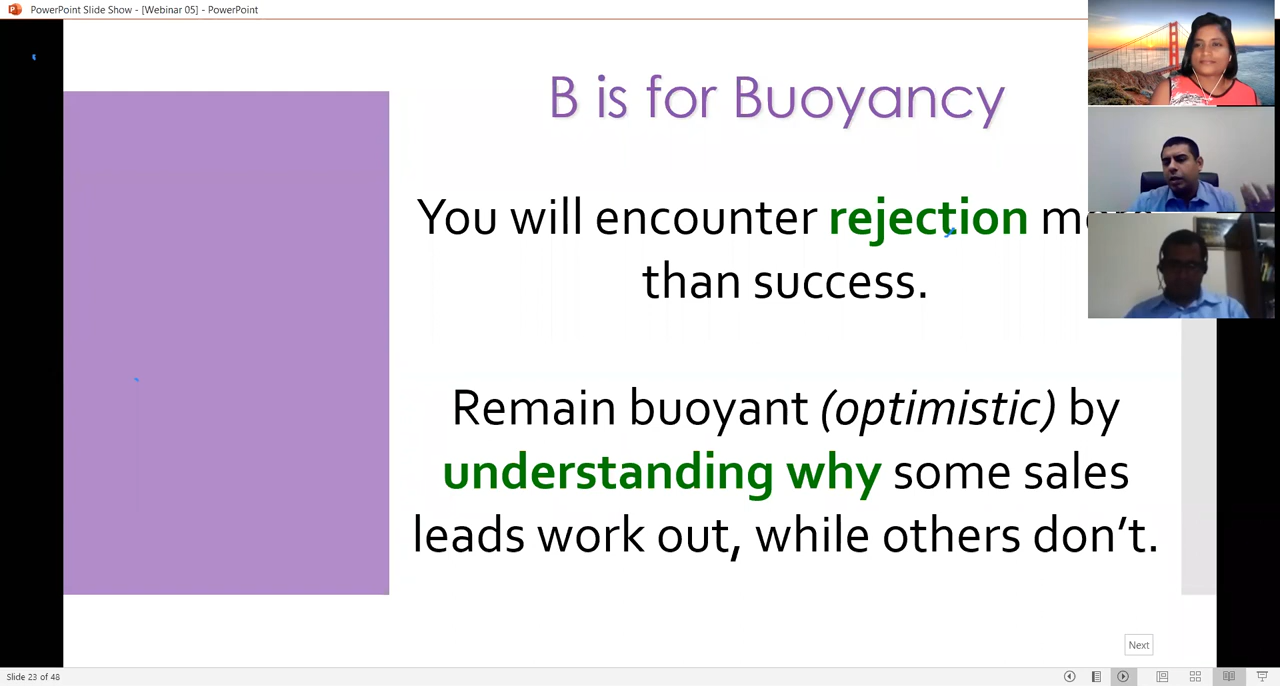 PowerPoint Slide Show - [Webinar 05] - PowerPoint
B is for Buoyancy
You will encounter rejection
than success.
Remain buoyant (optimistic) by
understanding why some sales
leads work out, while others don't.
Next
Slide 23 of 48